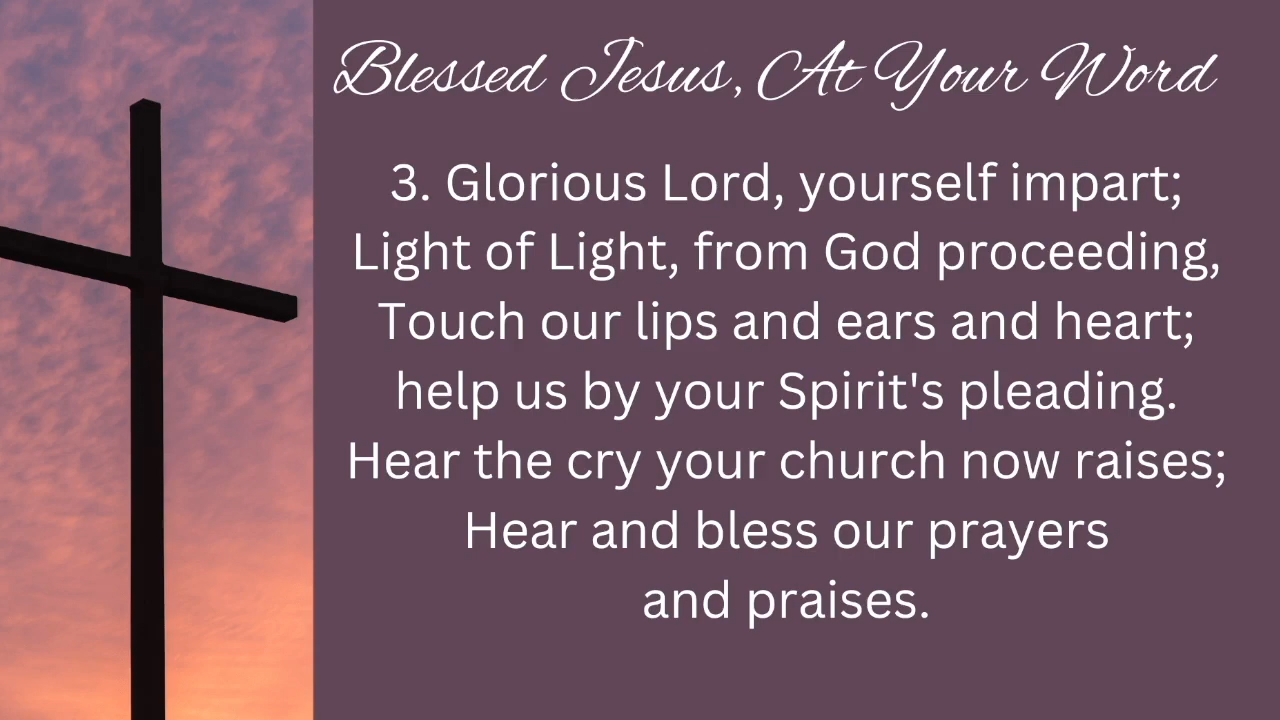 Blessed Jesus, At Your Word
3. Glorious Lord, yourself impart;
Light of Light, from God proceeding,
Touch our lips and ears and heart;
help us by your Spirit's pleading.
Hear the cry your church now raises;
Hear and bless our prayers
and praises.